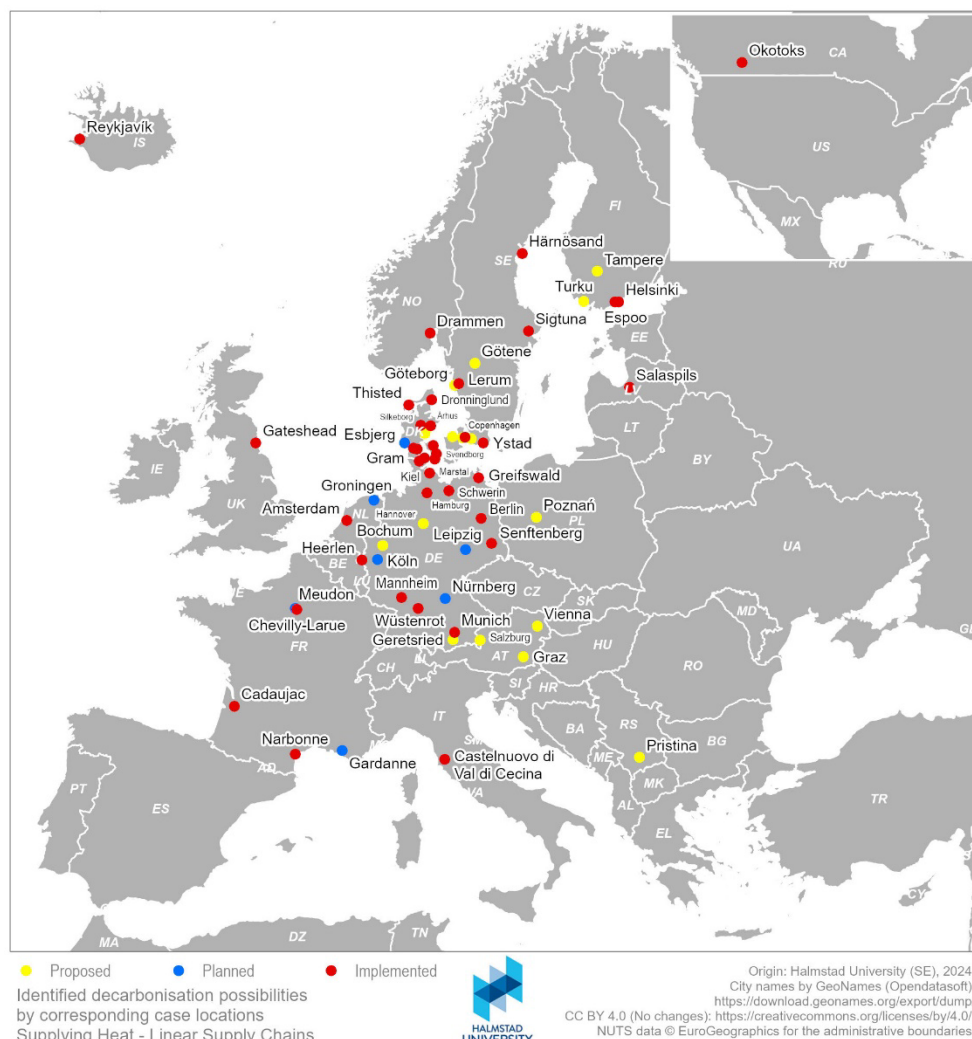 Okotoks
CA
US
MX
Reykjavík
IS
FI
Härnösand
SE
Tampere
RU
Turku
Helsinki
NO
Espoo
Drammen
Sigtuna
EE
Götene
Göteborg
Lerum
Salaspils
Thisted
Dronninglund
Silkeborg
Århus
Copenhagen
LT
DK
Gateshead
Esbjerg
Ystad
Svendborg
BY
IE
Gram
Kiel
Marstal
Greifswald
Groningen
Schwerin
UK
Hamburg
Amsterdam
NL
Hannover
Berlin
Poznań
PL
Bochum
Leipzig
Senftenberg
Heerlen
DE
UA
BE
Köln
LU
Mannheim
Nürnberg
CZ
Meudon
SK
Chevilly-Larue
Wüstenrot
Munich
Vienna
MD
Geretsried
Salzburg
FR
AT
Graz
HU
CH
LI
RO
SI
HR
Cadaujac
IT
BA
RS
Narbonne
Pristina
BG
Gardanne
Castelnuovo di
Val di Cecina
ME
AD
MK
PT
VA
ES
AL
TR
EL
CY
MA
DZ
TN
Proposed Planned Implemented
Identified decarbonisation possibilities
by corresponding case locations
Supplying Heat - Linear Supply Chains
HALMSTAD
UNIVERSITY
Origin: Halmstad University (SE), 2024
City names by GeoNames (Opendatasoft)
https://download.geonames.org/export/dump
CC BY 4.0 (No changes): https://creativecommons.org/licenses/by/4.0/
NUTS data © EuroGeographics for the administrative boundaries